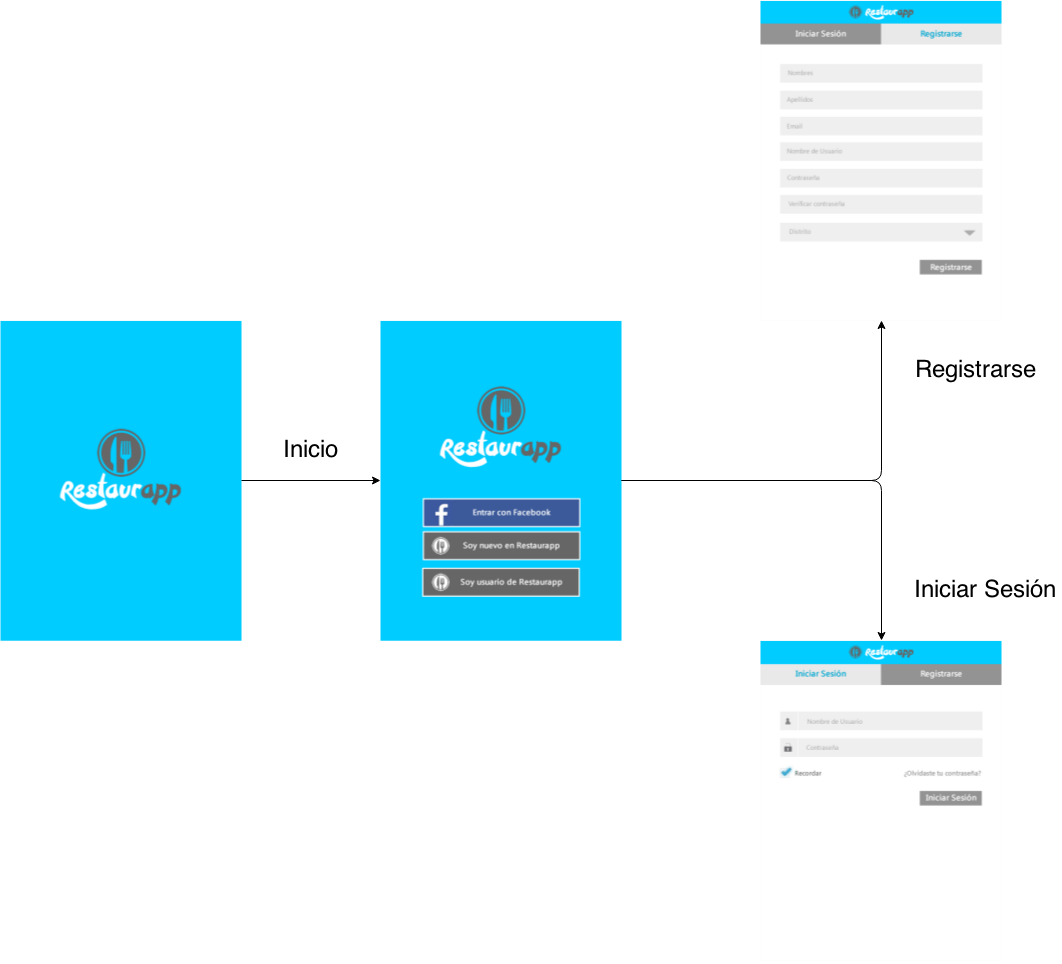 Restaurapp
Iniciar Sesión
Registrarse
Nombres
Apellidos
Email
Nombre de Usuario
Contraseña
Verificar contraseña
Distrito
Registrarse
Restaurapp
Inicio
Restaurapp
Entrar con Facebook
Soy nuevo en Restaurapp
Soy usuario de Restaurapp
Registrarse
Iniciar Sesión
Restaurapp
Iniciar Sesión
Registrarse
Nombre de Usuario
Contraseña
Recordar
¿Olvidaste tu contraseña?
Iniciar Sesión